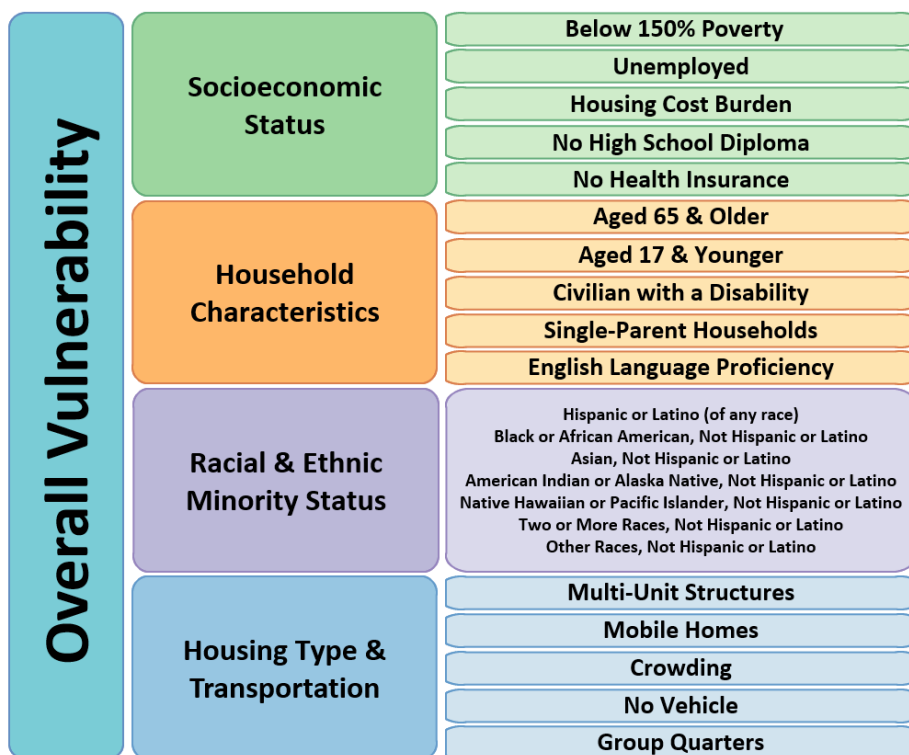 Overall Vulnerability
Socioeconomic
Status
Below 150% Poverty
Unemployed
Housing Cost Burden
No High School Diploma
No Health Insurance
Household
Characteristics
Aged 65 & Older
Aged 17 & Younger
Civilian with a Disability
Single-Parent Households
English Language Proficiency
Racial & Ethnic
Minority Status
Hispanic or Latino (of any race)
Black or African American, Not Hispanic or Latino
Asian, Not Hispanic or Latino
American Indian or Alaska Native, Not Hispanic or Latino
Native Hawaiian or Pacific Islander, Not Hispanic or Latino
Two or More Races, Not Hispanic or Latino
Other Races, Not Hispanic or Latino
Housing Type &
Transportation
Multi-Unit Structures
Mobile Homes
Crowding
No Vehicle
Group Quarters